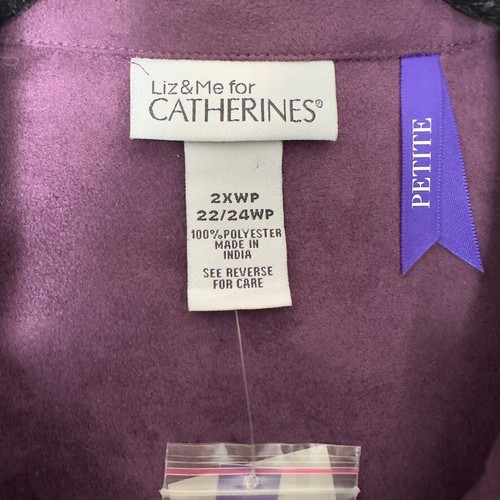 Liz&Me for
CATHERINES®
2XWP
22/24WP
100%POLYESTER
MADE IN
INDIA
SEE REVERSE
FOR CARE
PETITE